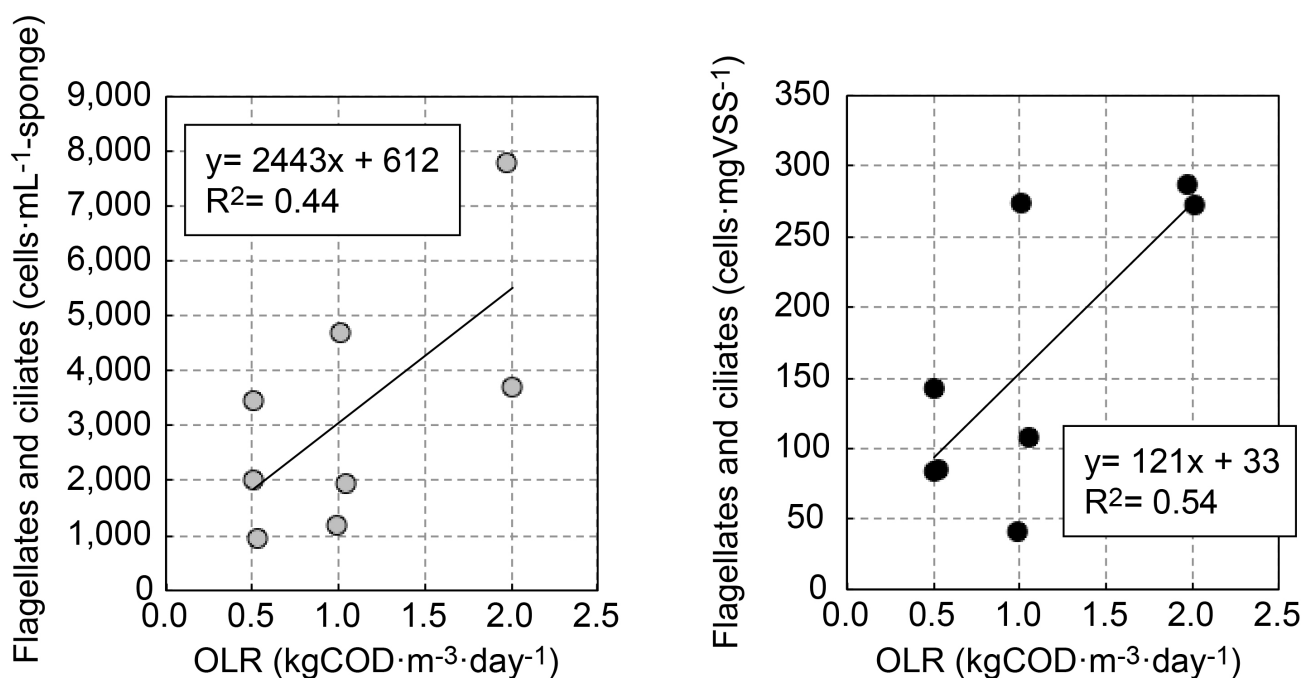 Flagellates and ciliates (cells·mL⁻¹-sponge)
9,000
8,000
7,000
6,000
5,000
4,000
3,000
2,000
1,000
0
y= 2443x + 612
R²= 0.44
0.0 0.5 1.0 1.5 2.0 2.5
OLR (kgCOD·m⁻³·day⁻¹)
Flagellates and ciliates (cells·mgVSS⁻¹)
350
300
250
200
150
100
50
0
y= 121x + 33
R²= 0.54
0.0 0.5 1.0 1.5 2.0 2.5
OLR (kgCOD·m⁻³·day⁻¹)